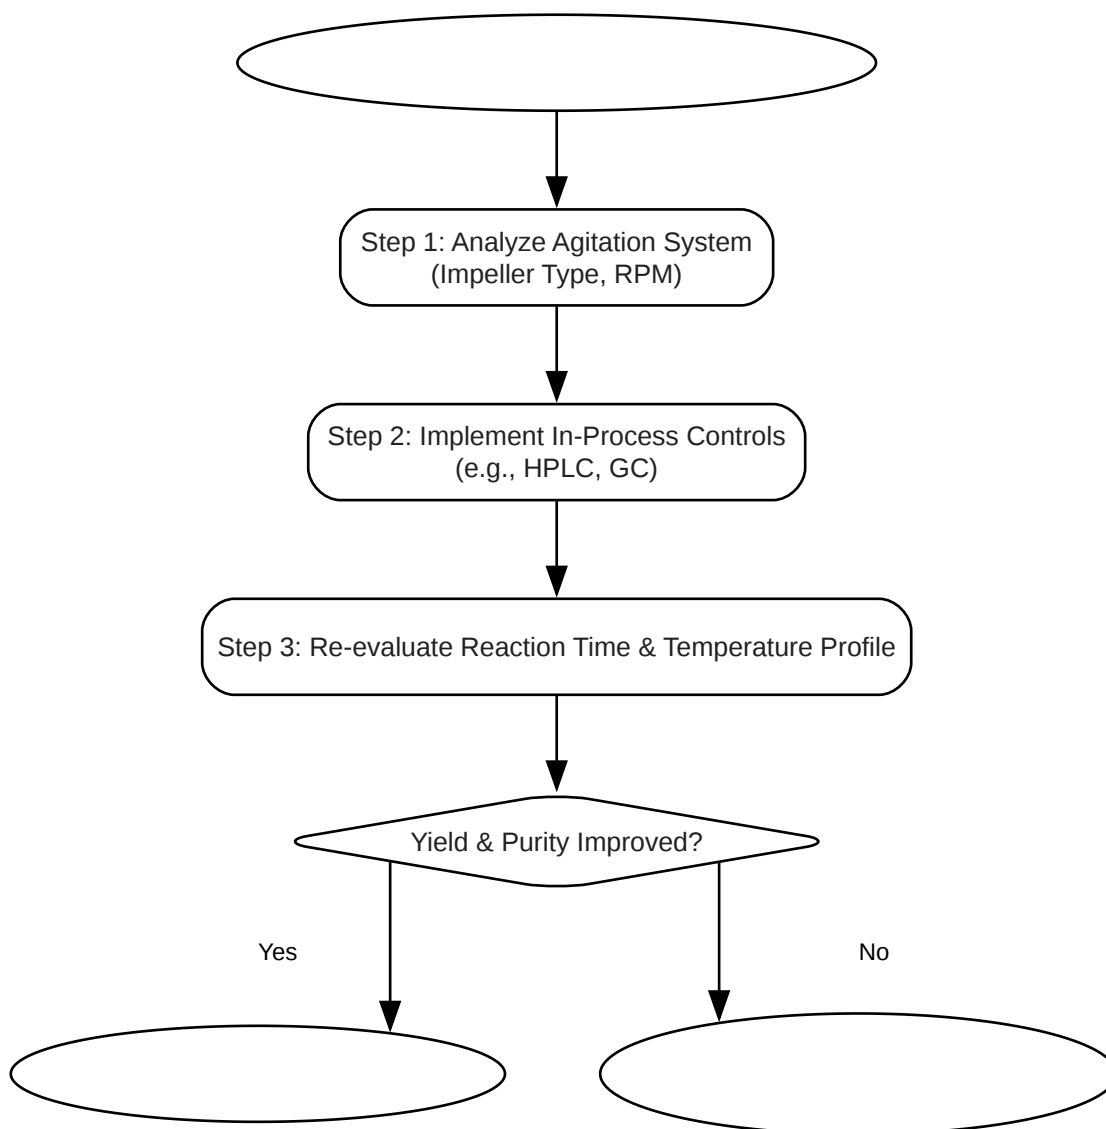 Step 1: Analyze Agitation System
(Impeller Type, RPM)
Step 2: Implement In-Process Controls
(e.g., HPLC, GC)
Step 3: Re-evaluate Reaction Time & Temperature Profile
Yield & Purity Improved?
Yes
No